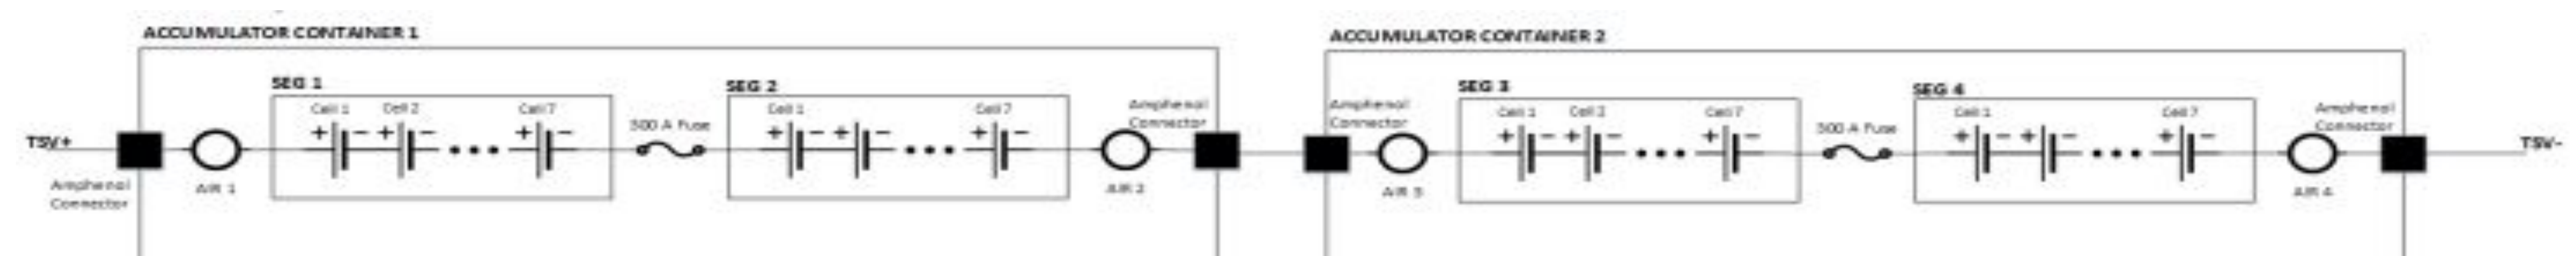 ACCUMULATOR CONTAINER 1
ACCUMULATOR CONTAINER 2
SEG 1
SEG 2
SEG 3
SEG 4
Cell 1 Cell 2 Cell 7
Cell 1 Cell 7
Cell 1 Cell 2 Cell 7
Cell 1 Cell 7
300 A Fuse
300 A Fuse
Amphenol
Connector
Amphenol
Connector
Amphenol
Connector
TSV+
TSV-
Amphenol
Connector
AIR 1
AIR 2
AIR 3
AIR 4